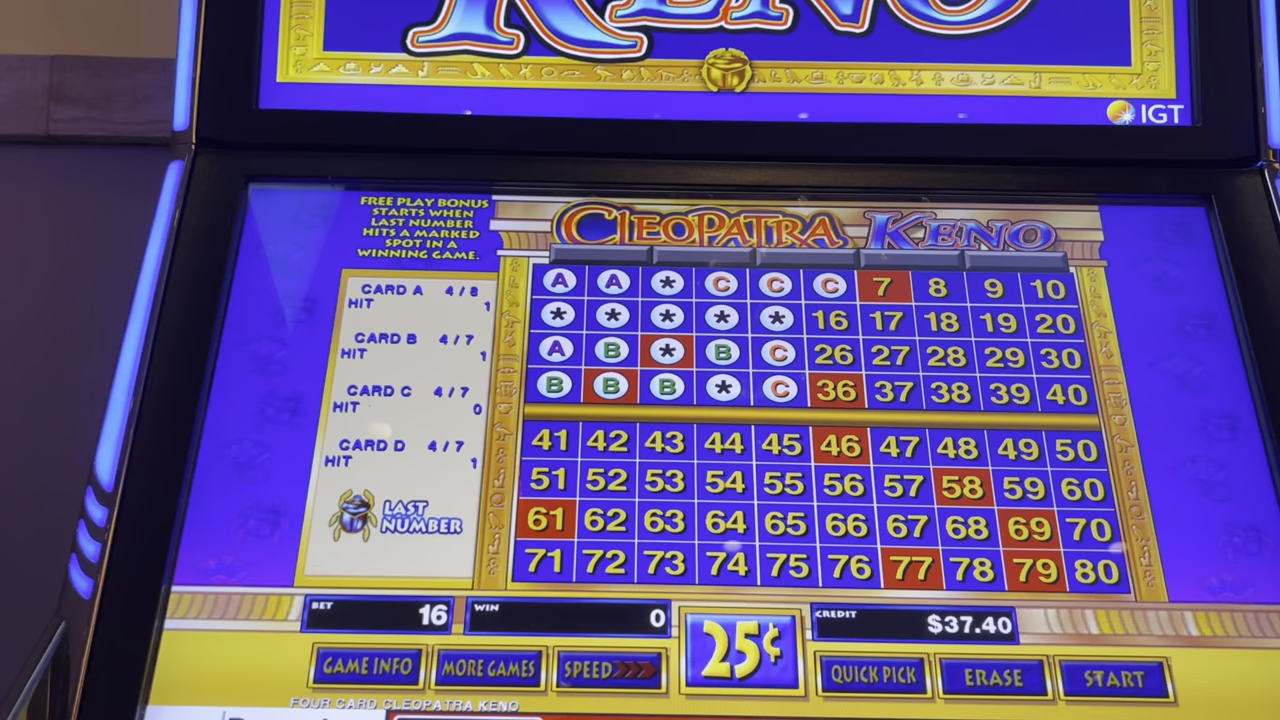 KENO
IGT
FREE PLAY BONUS
STARTS WHEN
LAST NUMBER
HITS A MARKED
SPOT IN A
WINNING GAME.
CLEOPATRA KENO
CARD A 4/8
HIT 1
CARD B 4/7
HIT 1
CARD C 4/7
HIT 0
CARD D 4/7
HIT 1
LAST
NUMBER
A A * C C C 7 8 9 10
* * * * * 16 17 18 19 20
A B * B C 26 27 28 29 30
B B B * C 36 37 38 39 40
41 42 43 44 45 46 47 48 49 50
51 52 53 54 55 56 57 58 59 60
61 62 63 64 65 66 67 68 69 70
71 72 73 74 75 76 77 78 79 80
BET 16 WIN 0 25¢ CREDIT $37.40
GAME INFO MORE GAMES SPEED QUICK PICK ERASE START
FOUR CARD CLEOPATRA KENO